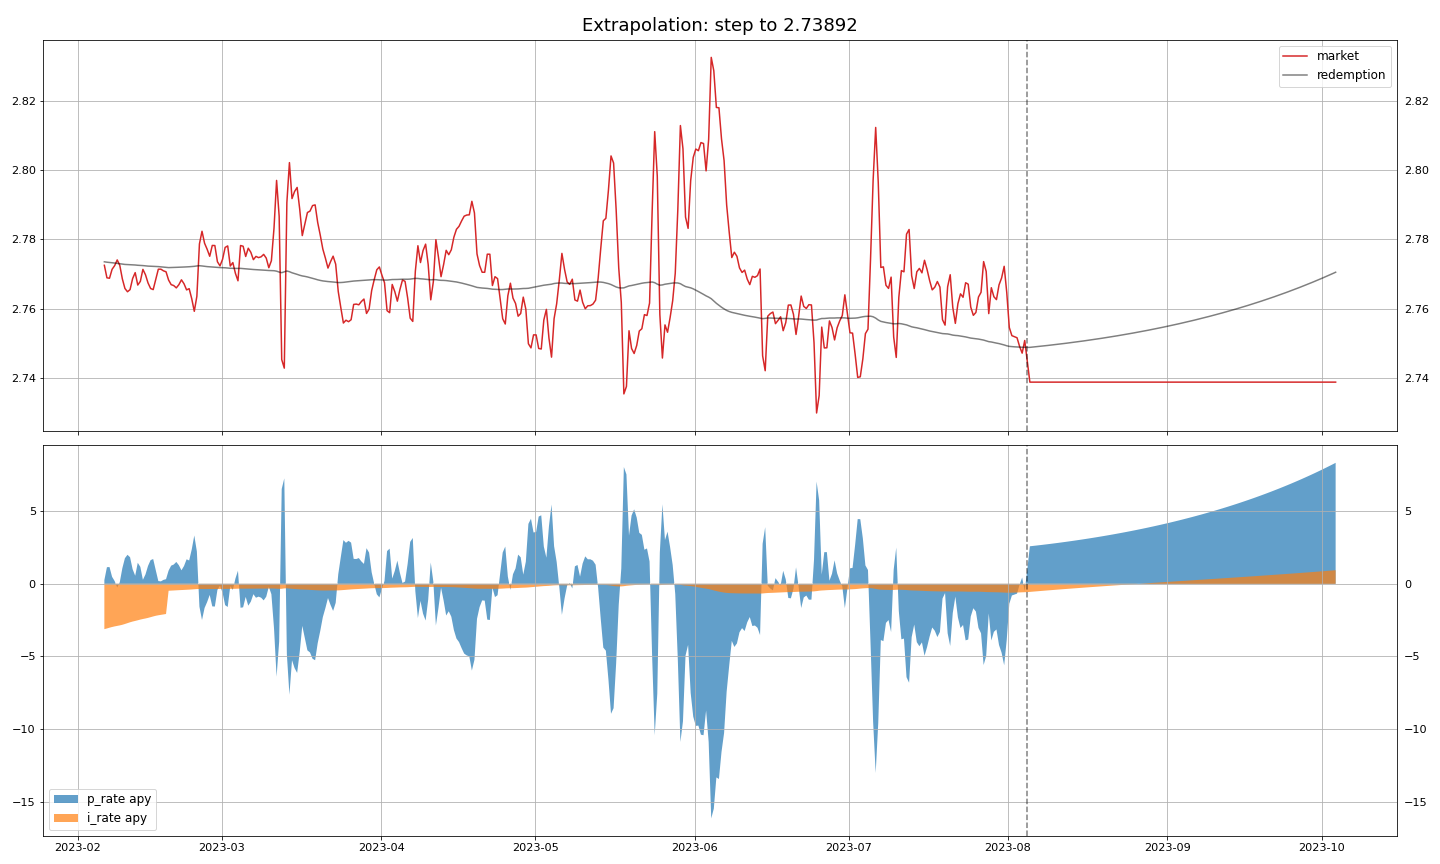 Extrapolation: step to 2.73892
market
redemption
2.82 2.82
2.80 2.80
2.78 2.78
2.76 2.76
2.74 2.74
5 5
0 0
−5 −5
−10 −10
−15 −15
p_rate apy
i_rate apy
2023-02 2023-03 2023-04 2023-05 2023-06 2023-07 2023-08 2023-09 2023-10